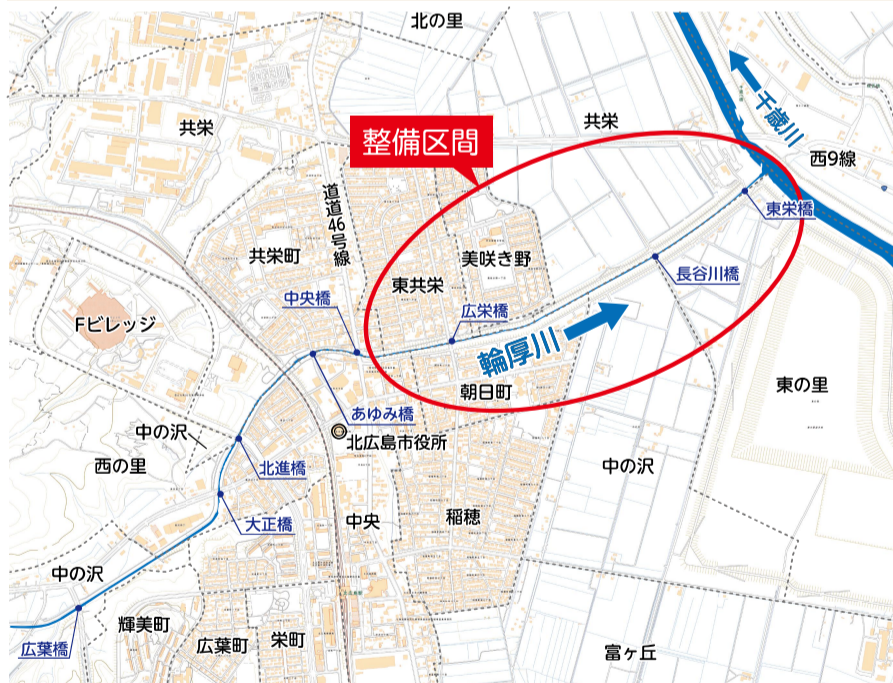 北の里
千歳川
共栄
共栄
整備区間
西9線
道道46号線
東栄橋
共栄町
美咲き野
東共栄
長谷川橋
中央橋
広栄橋
Fビレッジ
輪厚川
朝日町
東の里
あゆみ橋
中の沢
北広島市役所
西の里
北進橋
中の沢
大正橋
中央
稲穂
中の沢
輝美町
広葉町
栄町
広葉橋
富ヶ丘